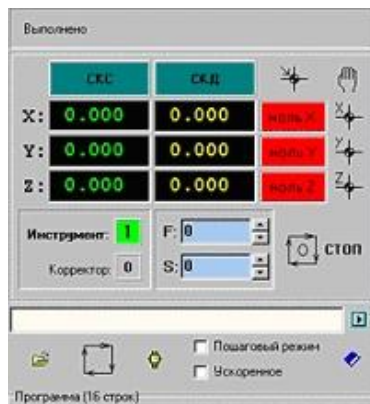 Выполнено
СКС СКД
X: 0.000 0.000 ноль X X
Y: 0.000 0.000 ноль Y Y
Z: 0.000 0.000 ноль Z Z
Инструмент: 1 F: 0
СТОП
Корректор: 0 S: 0
Пошаговый режим
Ускоренное
Программа (16 строк)